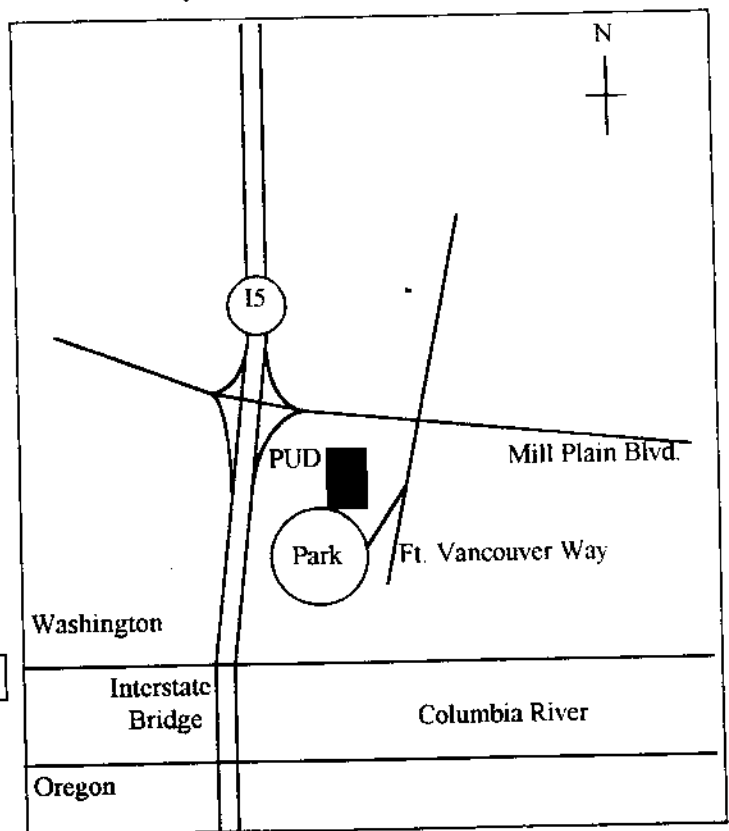 N
I5
PUD
Mill Plain Blvd.
Park
Ft. Vancouver Way
Washington
Interstate
Bridge
Columbia River
Oregon